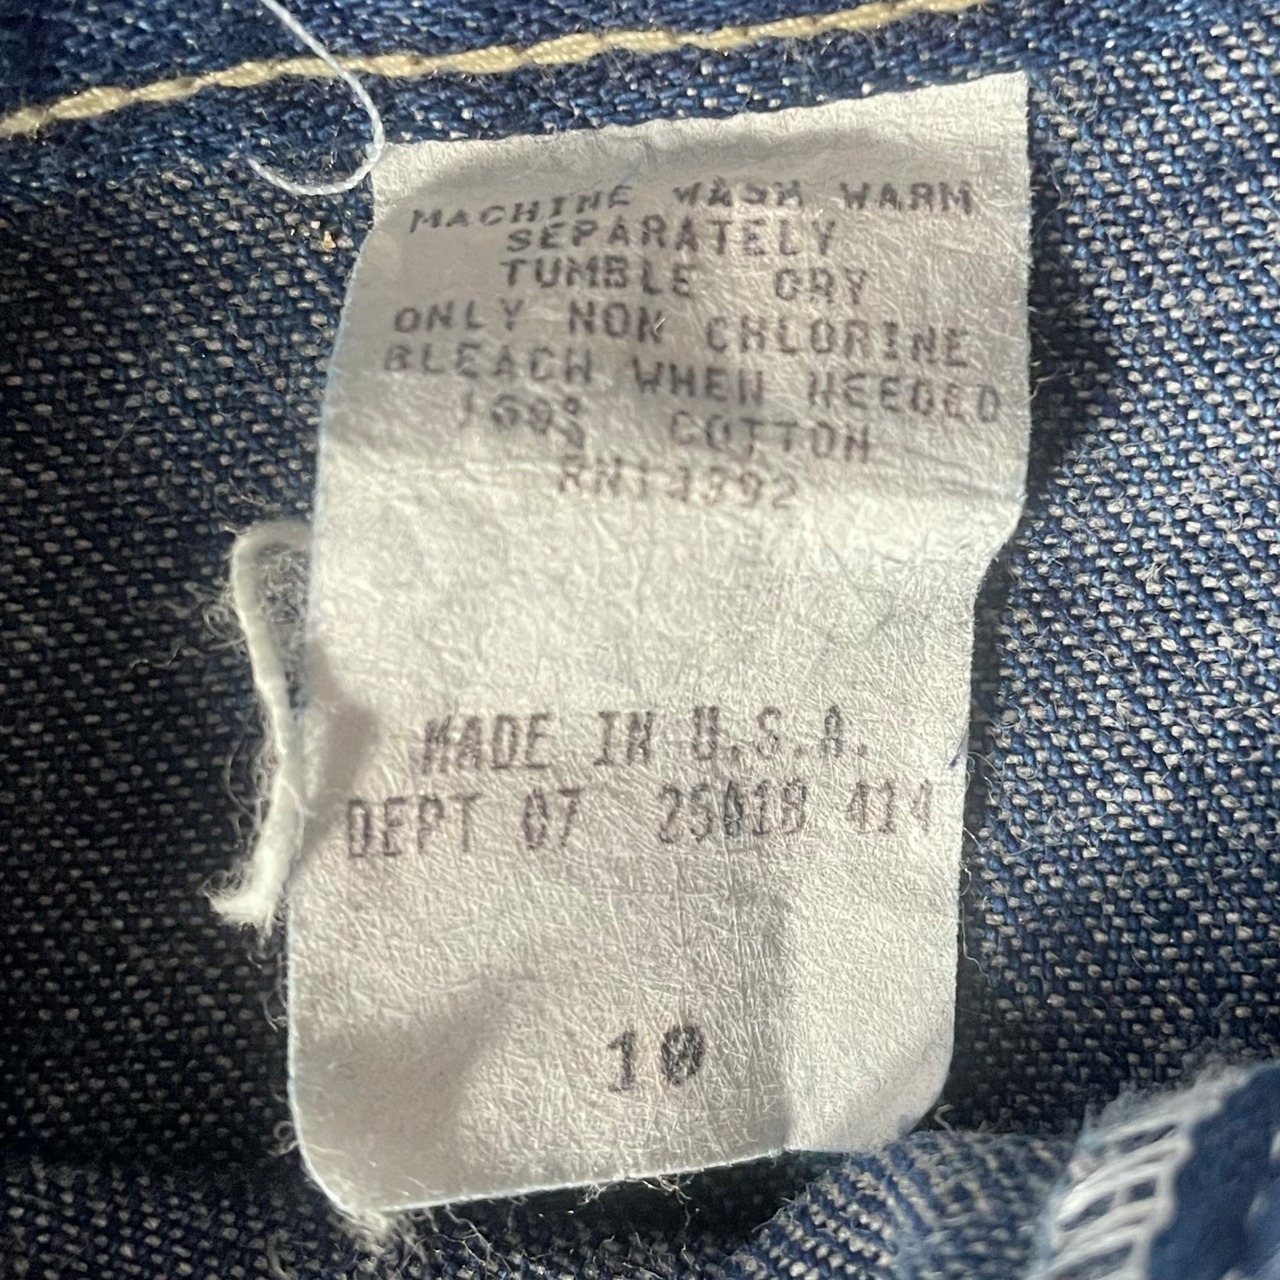 MACHINE WASH WARM
SEPARATELY
TUMBLE DRY
ONLY NON CHLORINE
BLEACH WHEN NEEDED
100% COTTON
RN14392
MADE IN U.S.A.
DEPT 07 25018 414
10